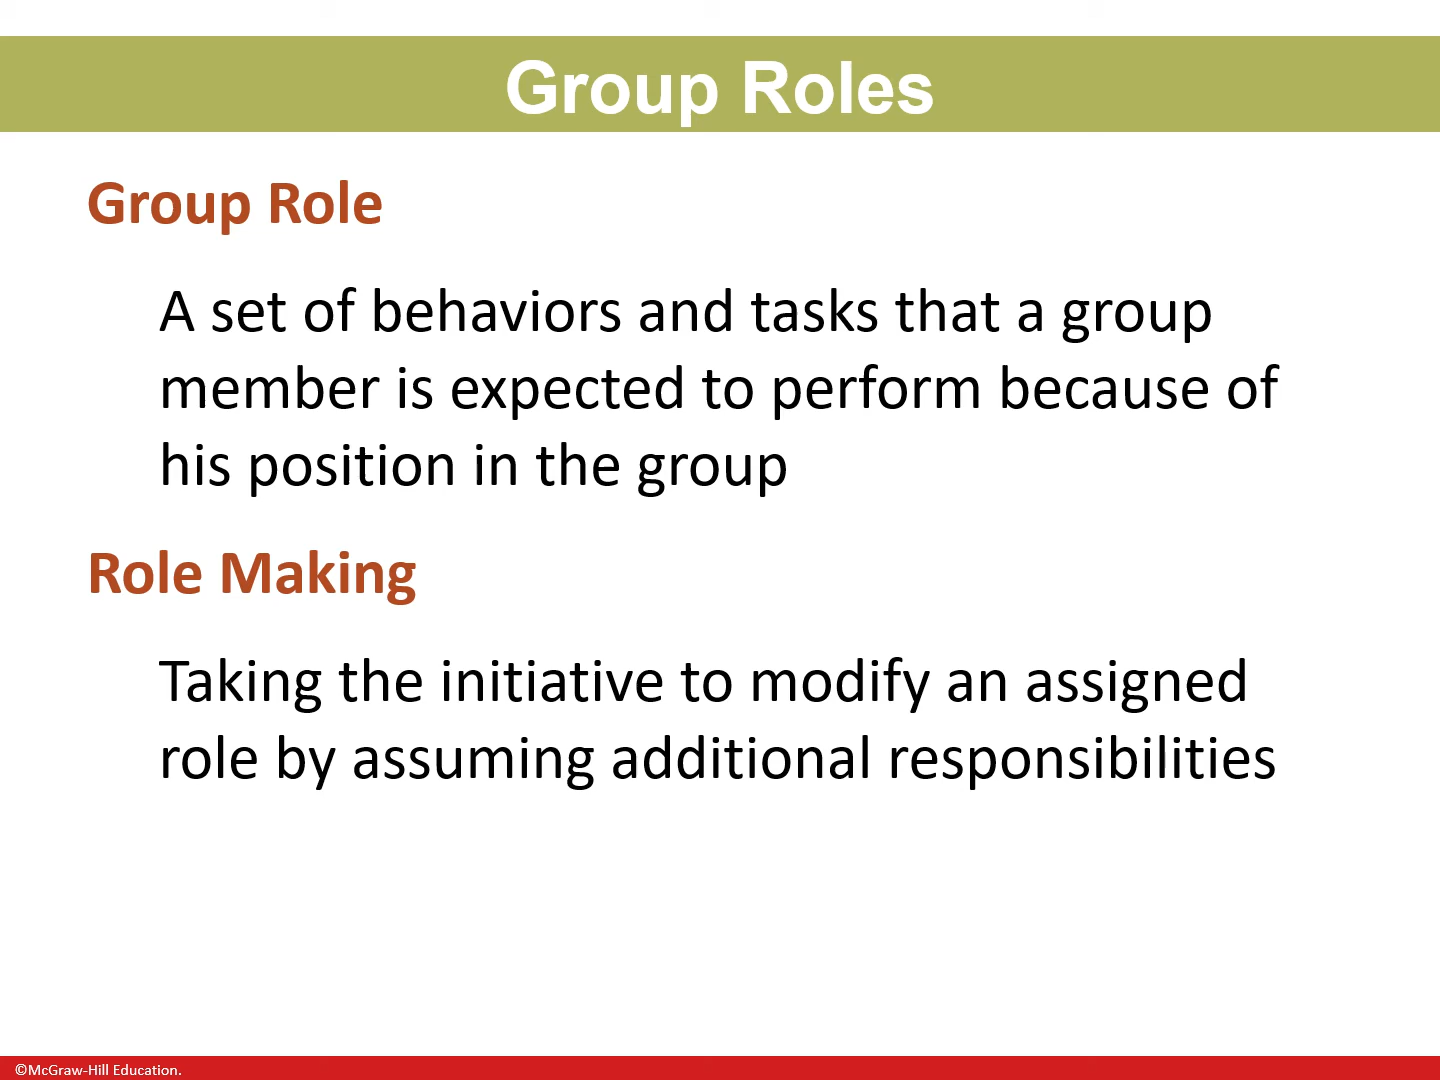 Group Roles
Group Role
A set of behaviors and tasks that a group
member is expected to perform because of
his position in the group
Role Making
Taking the initiative to modify an assigned
role by assuming additional responsibilities
©McGraw-Hill Education.